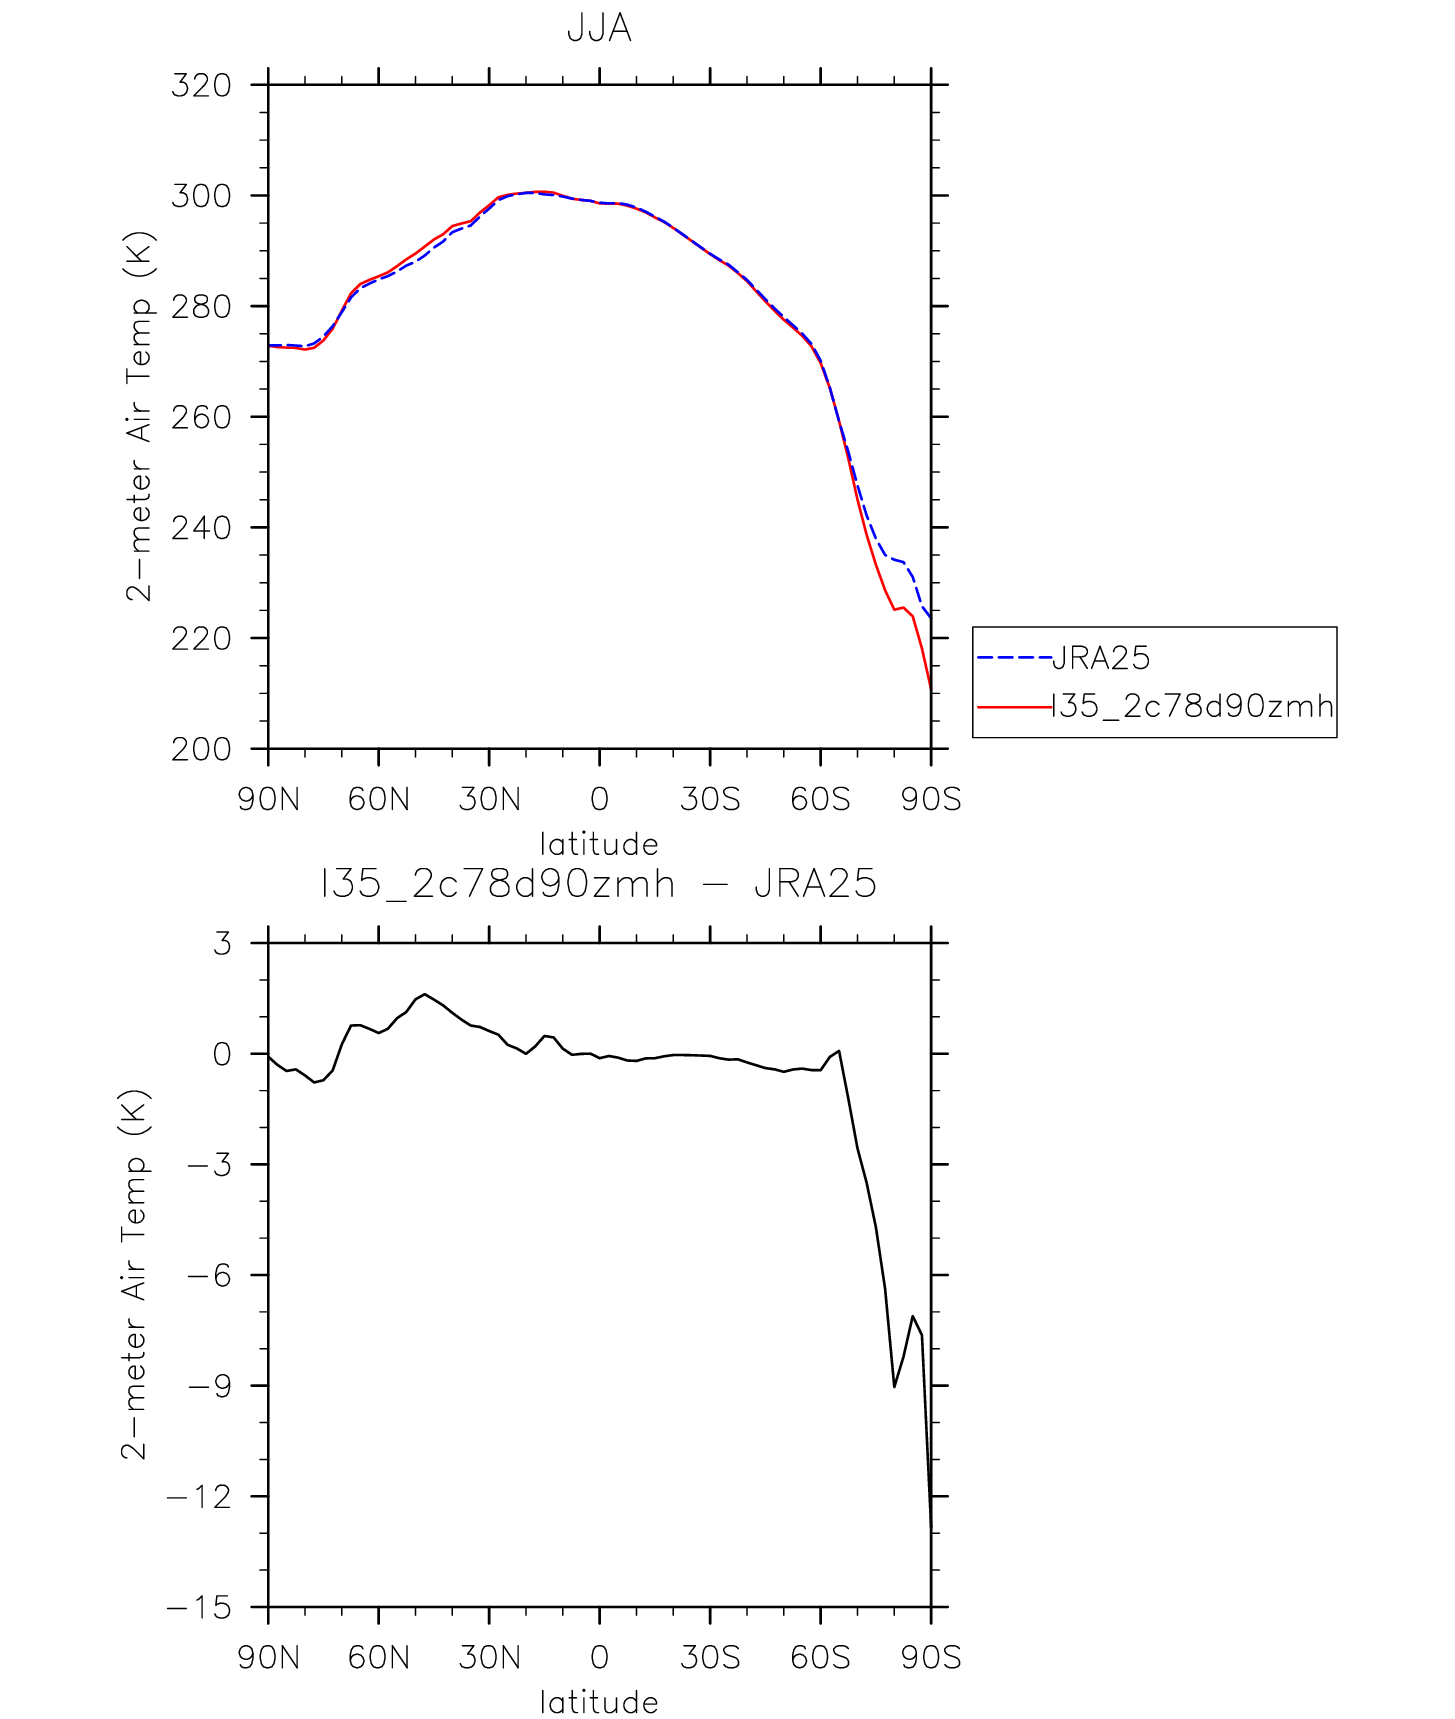 JJA
320
300
280
260
240
220
200
2-meter Air Temp (K)
90N 60N 30N 0 30S 60S 90S
latitude
JRA25
I35_2c78d90zmh
I35_2c78d90zmh - JRA25
3
0
-3
-6
-9
-12
-15
2-meter Air Temp (K)
90N 60N 30N 0 30S 60S 90S
latitude